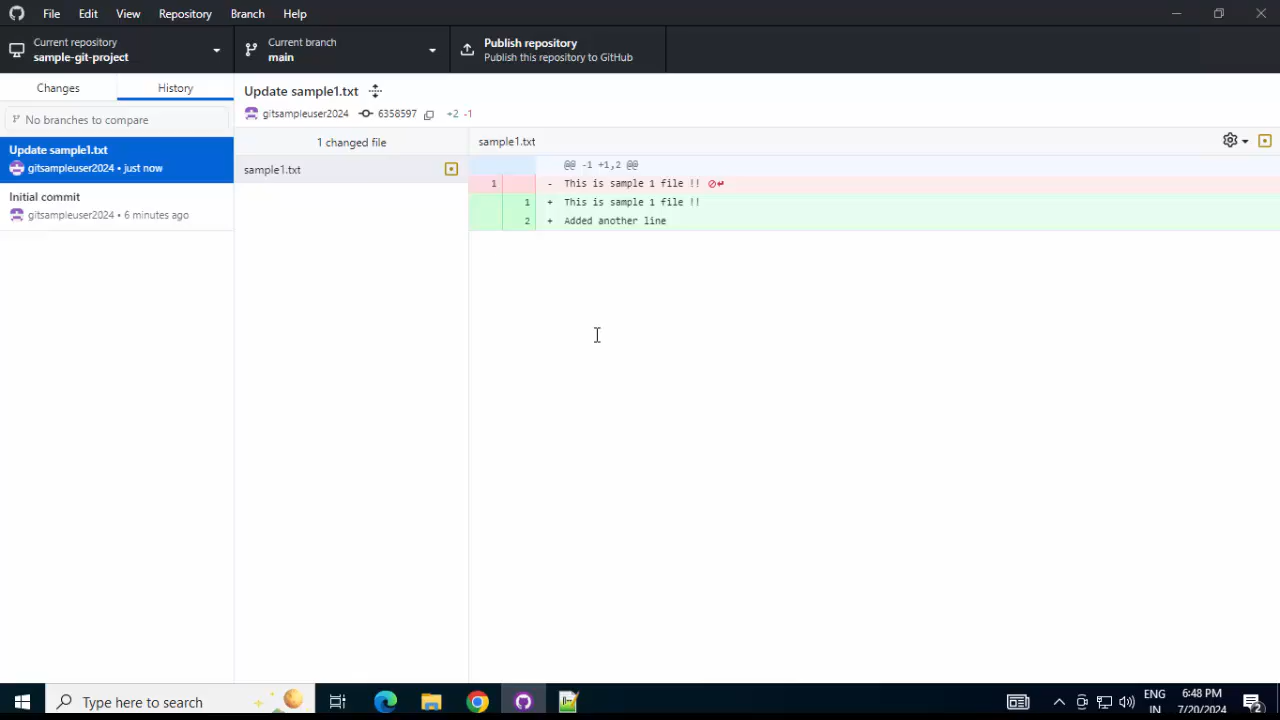 File Edit View Repository Branch Help
Current repository
sample-git-project
Current branch
main
Publish repository
Publish this repository to GitHub
Changes History
No branches to compare
Update sample1.txt
gitsampleuser2024 • just now
Initial commit
gitsampleuser2024 • 6 minutes ago
Update sample1.txt
gitsampleuser2024 6358597 +2 -1
1 changed file
sample1.txt
sample1.txt
@@ -1 +1,2 @@
1 - This is sample 1 file !!
1 + This is sample 1 file !!
2 + Added another line
Type here to search
ENG
IN
6:48 PM
7/20/2024
2